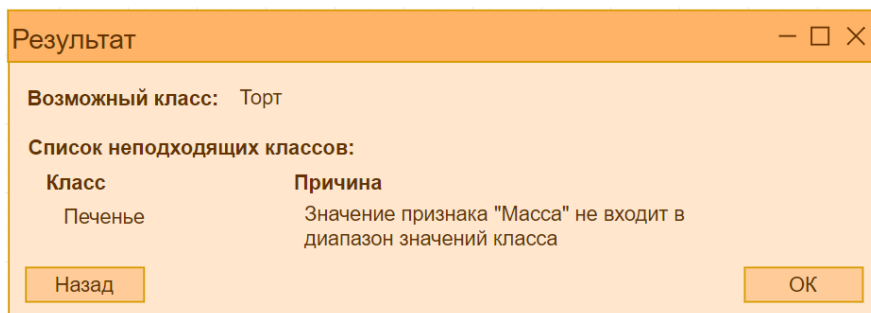 Результат
Возможный класс: Торт
Список неподходящих классов:
Класс Причина
Печенье Значение признака "Масса" не входит в
диапазон значений класса
Назад ОК